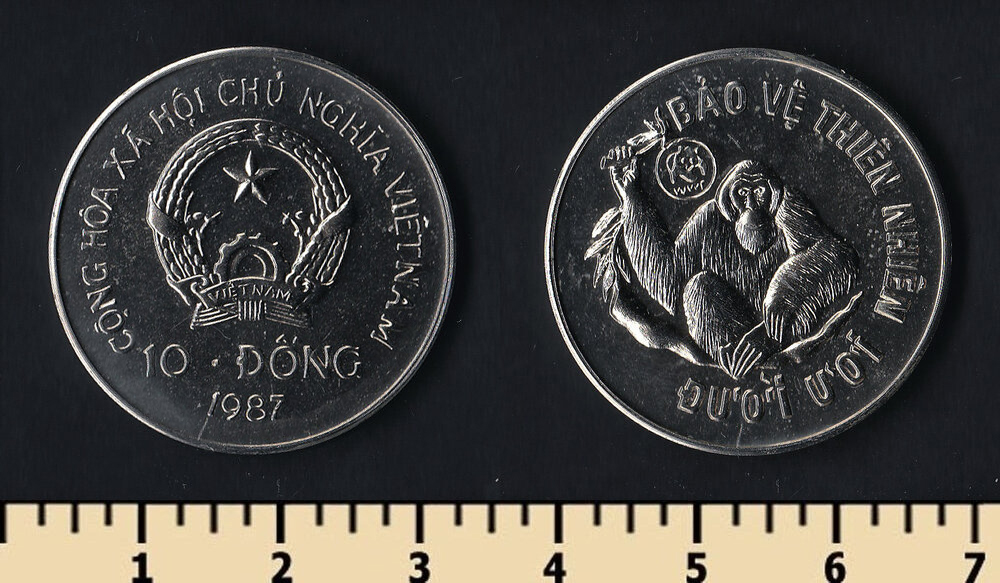 CỘNG HÒA XÃ HỘI CHỦ NGHĨA VIỆT NAM
VIỆT NAM
10 · ĐỒNG
1987
BẢO VỆ THIÊN NHIÊN
WWF
ĐƯỜI ƯƠI
1 2 3 4 5 6 7